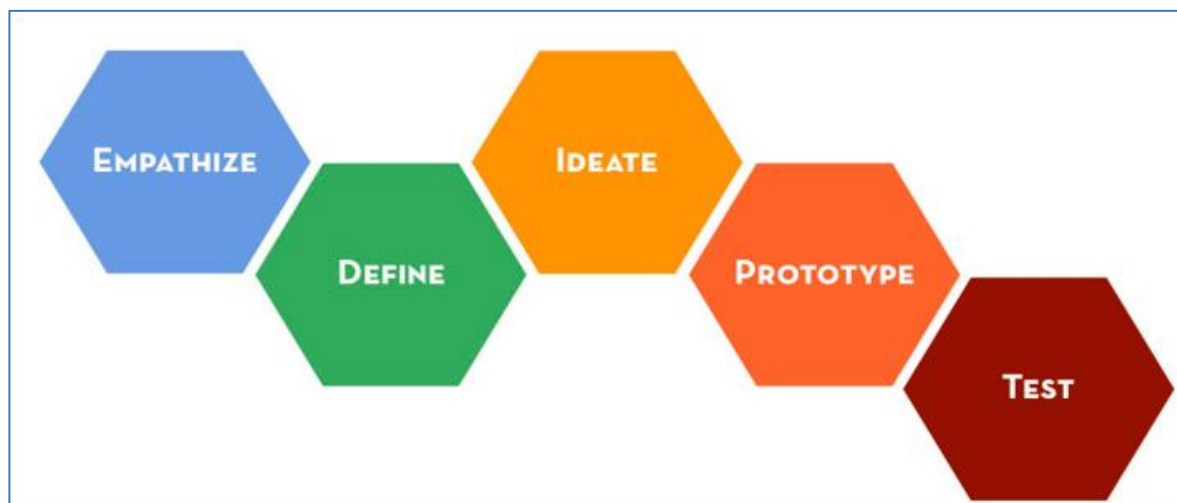 EMPATHIZE
DEFINE
IDEATE
PROTOTYPE
TEST